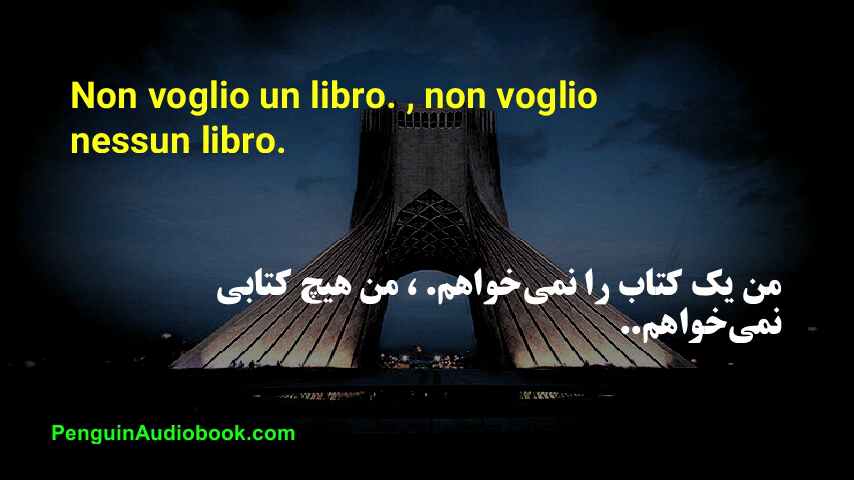 Non voglio un libro. , non voglio
nessun libro.
من یک کتاب را نمی‌خواهم. ، من هیچ کتابی
نمی‌خواهم..
PenguinAudiobook.com